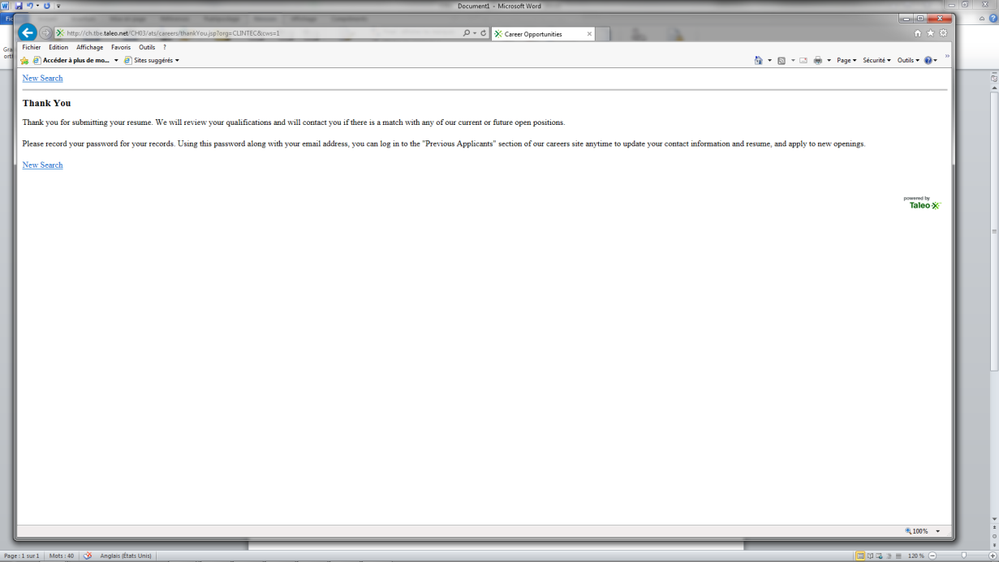 Document1 - Microsoft Word
http://ch.tbe.taleo.net/CH03/ats/careers/thankYou.jsp?org=CLINTEC&cws=1
Career Opportunities
Fichier Edition Affichage Favoris Outils ?
Accéder à plus de mo... Sites suggérés
Page Sécurité Outils
New Search
Thank You
Thank you for submitting your resume. We will review your qualifications and will contact you if there is a match with any of our current or future open positions.
Please record your password for your records. Using this password along with your email address, you can log in to the "Previous Applicants" section of our careers site anytime to update your contact information and resume, and apply to new openings.
New Search
powered by
Taleo
100%
Page : 1 sur 1 Mots : 40 Anglais (États Unis) 120 %